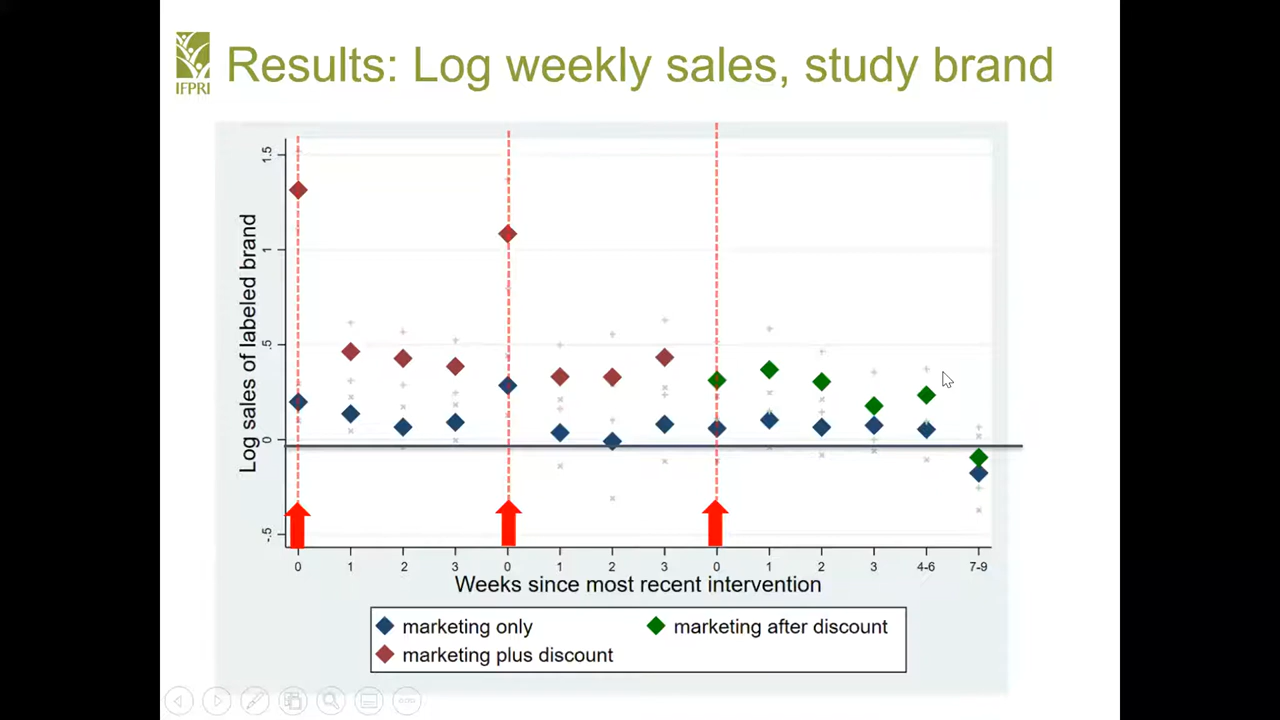 IFPRI
Results: Log weekly sales, study brand
Log sales of labeled brand
1.5
1
.5
0
-.5
0 1 2 3 0 1 2 3 0 1 2 3 4-6 7-9
Weeks since most recent intervention
marketing only marketing after discount
marketing plus discount